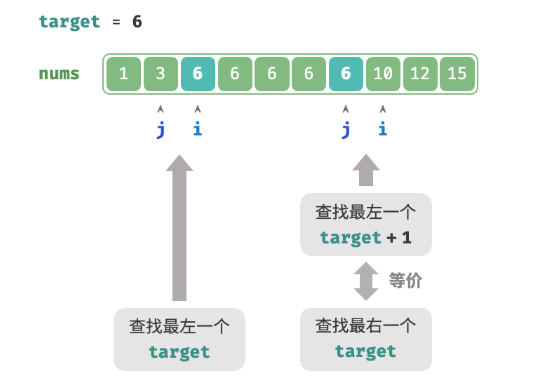 target = 6
nums 1 3 6 6 6 6 6 10 12 15
j i j i
查找最左一个
target + 1
等价
查找最左一个
target
查找最右一个
target